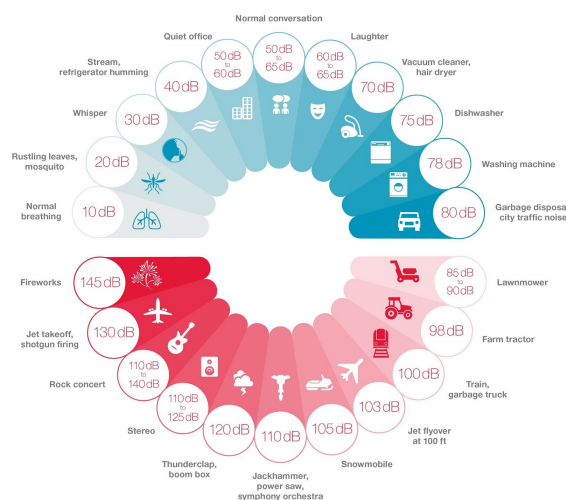 Normal conversation
50 dB
to
65 dB
Quiet office
50 dB
to
60 dB
Laughter
60 dB
to
65 dB
Stream,
refrigerator humming
40 dB
Vacuum cleaner,
hair dryer
70 dB
Whisper
30 dB
Dishwasher
75 dB
Rustling leaves,
mosquito
20 dB
Washing machine
78 dB
Normal
breathing
10 dB
Garbage disposa
city traffic noise
80 dB
Fireworks
145 dB
Lawnmower
85 dB
to
90 dB
Jet takeoff,
shotgun firing
130 dB
Farm tractor
98 dB
Rock concert
110 dB
to
140 dB
Train,
garbage truck
100 dB
Stereo
110 dB
to
125 dB
Jet flyover
at 100 ft
103 dB
Thunderclap,
boom box
120 dB
Jackhammer,
power saw,
symphony orchestra
110 dB
Snowmobile
105 dB